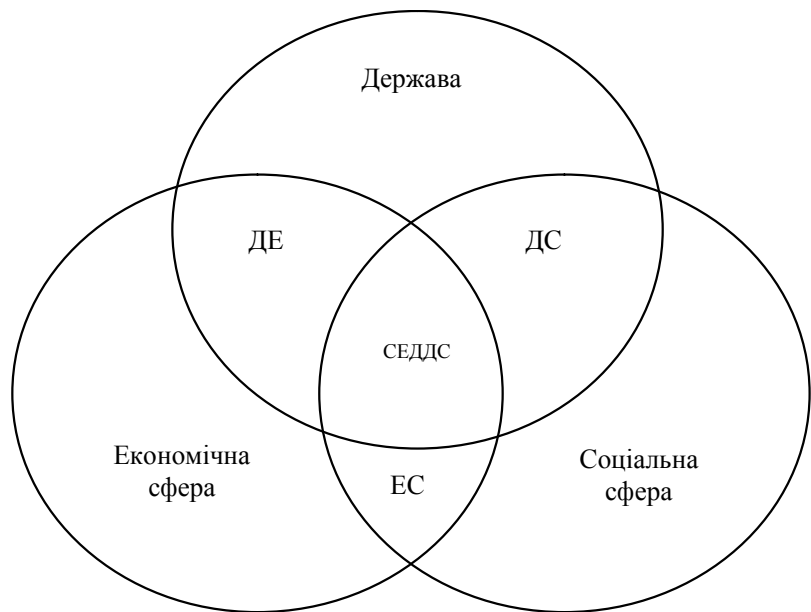 Держава
ДЕ
ДС
СЕДДС
Економічна
сфера
ЕС
Соціальна
сфера